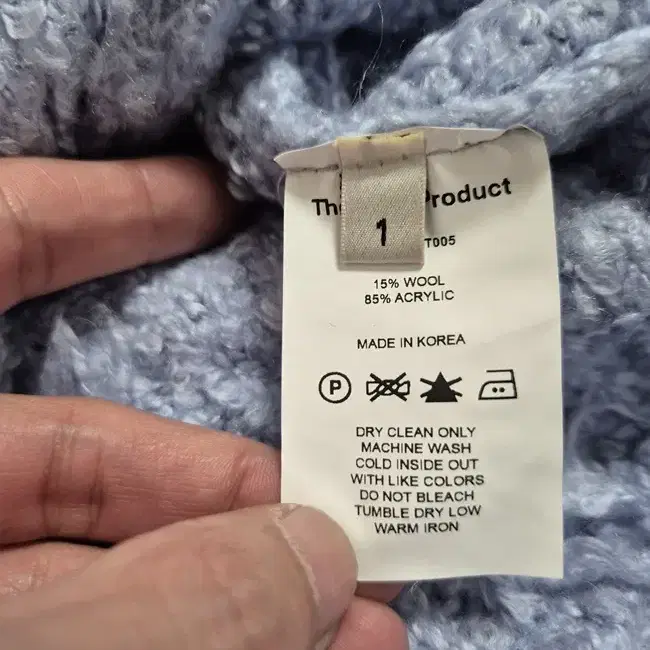 Product
1
T005
15% WOOL
85% ACRYLIC
MADE IN KOREA
P
DRY CLEAN ONLY
MACHINE WASH
COLD INSIDE OUT
WITH LIKE COLORS
DO NOT BLEACH
TUMBLE DRY LOW
WARM IRON